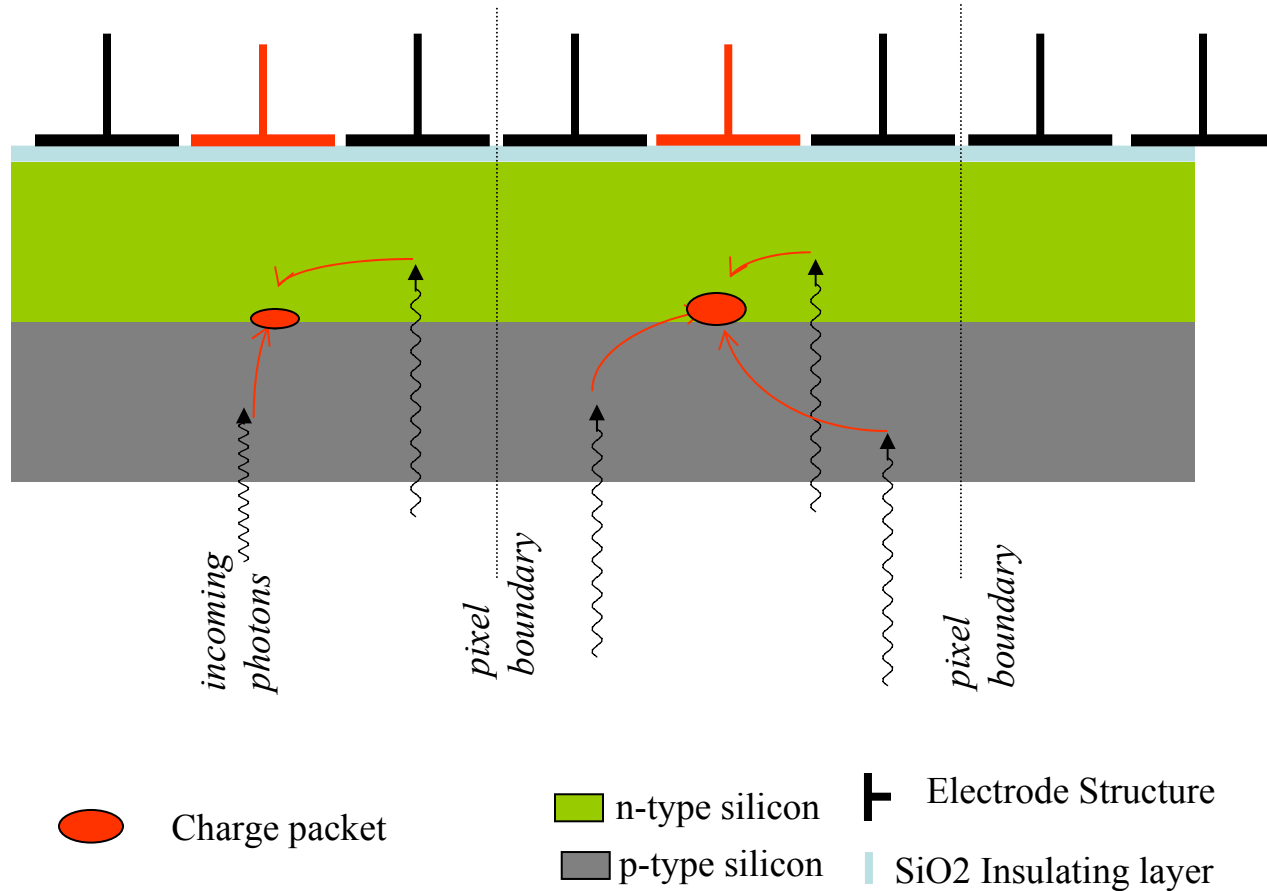 incoming
photons
pixel
boundary
pixel
boundary
Charge packet
n-type silicon
p-type silicon
Electrode Structure
SiO2 Insulating layer